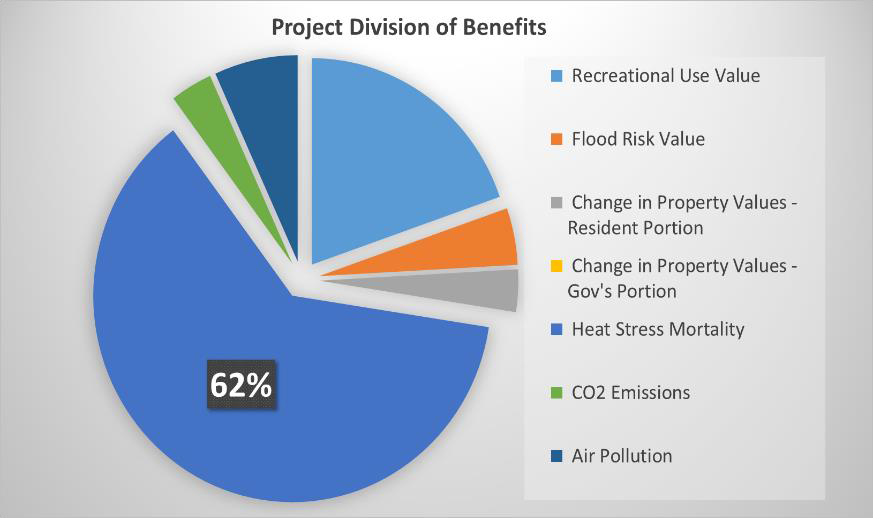 Project Division of Benefits
Recreational Use Value
Flood Risk Value
Change in Property Values -
Resident Portion
Change in Property Values -
Gov's Portion
Heat Stress Mortality
CO2 Emissions
Air Pollution
62%